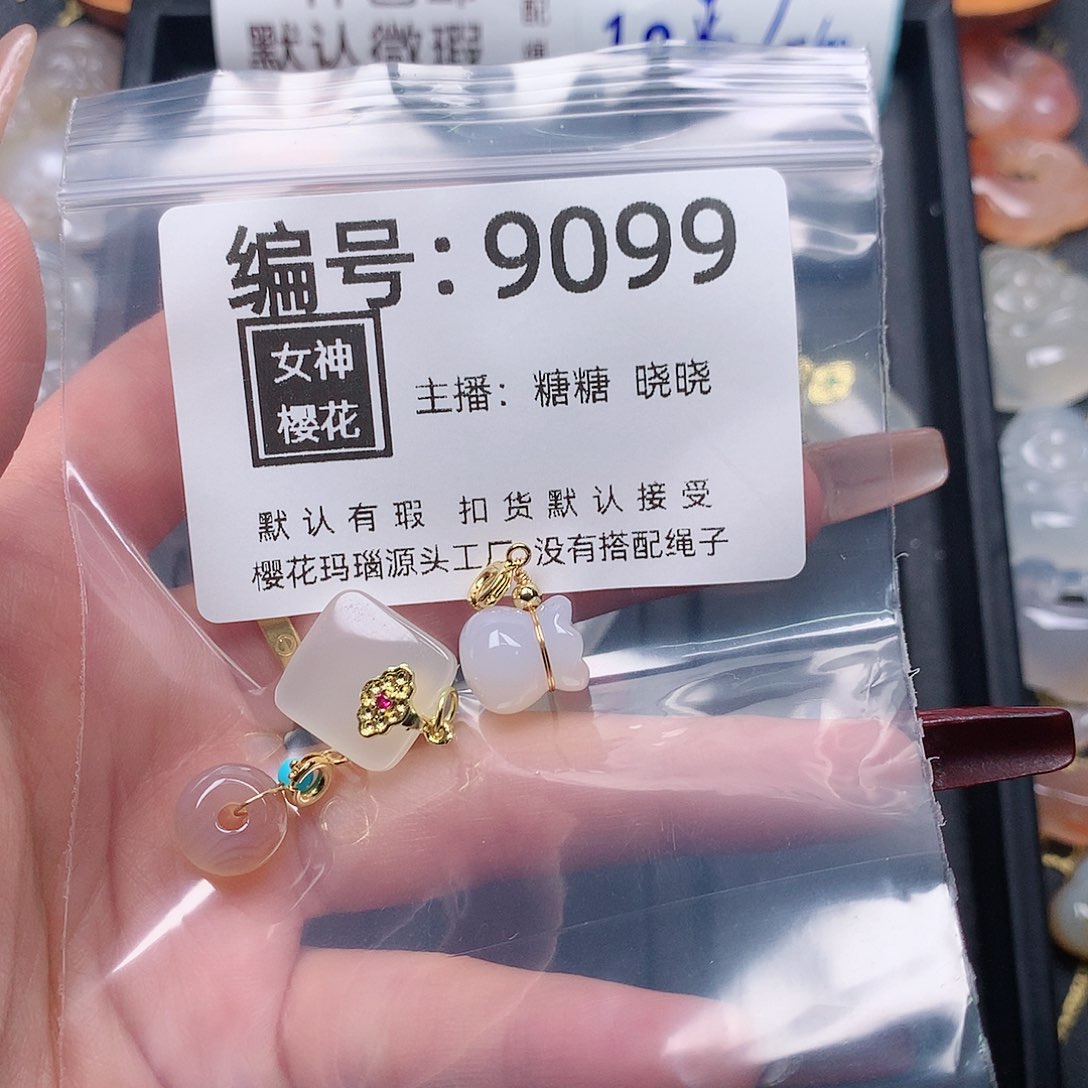 默认微瑕
配
编号:9099
女神
樱花
主播: 糖糖 晓晓
默认有瑕 扣货默认接受
樱花玛瑙源头工厂 没有搭配绳子